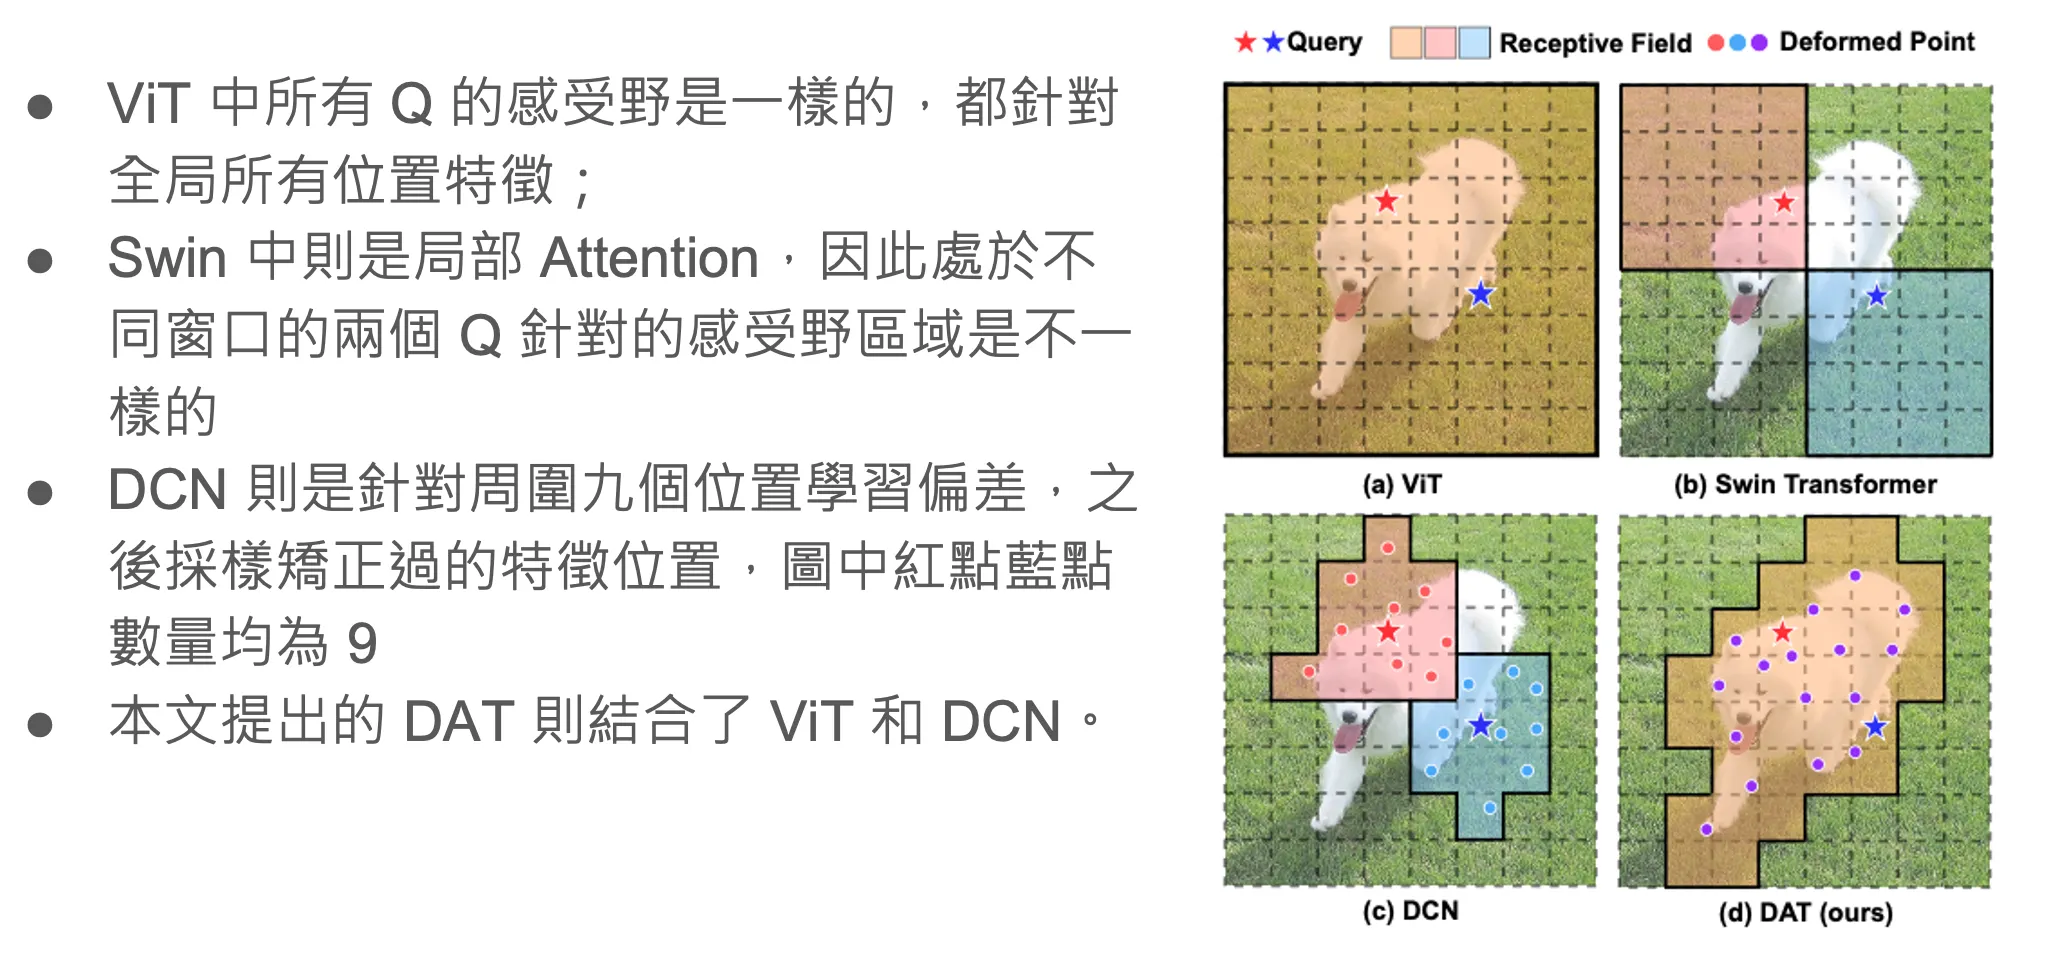 ● ViT 中所有 Q 的感受野是一樣的，都針對
全局所有位置特徵；
● Swin 中則是局部 Attention，因此處於不
同窗口的兩個 Q 針對的感受野區域是不一
樣的
● DCN 則是針對周圍九個位置學習偏差，之
後採樣矯正過的特徵位置，圖中紅點藍點
數量均為 9
● 本文提出的 DAT 則結合了 ViT 和 DCN。
Query Receptive Field Deformed Point
(a) ViT
(b) Swin Transformer
(c) DCN
(d) DAT (ours)